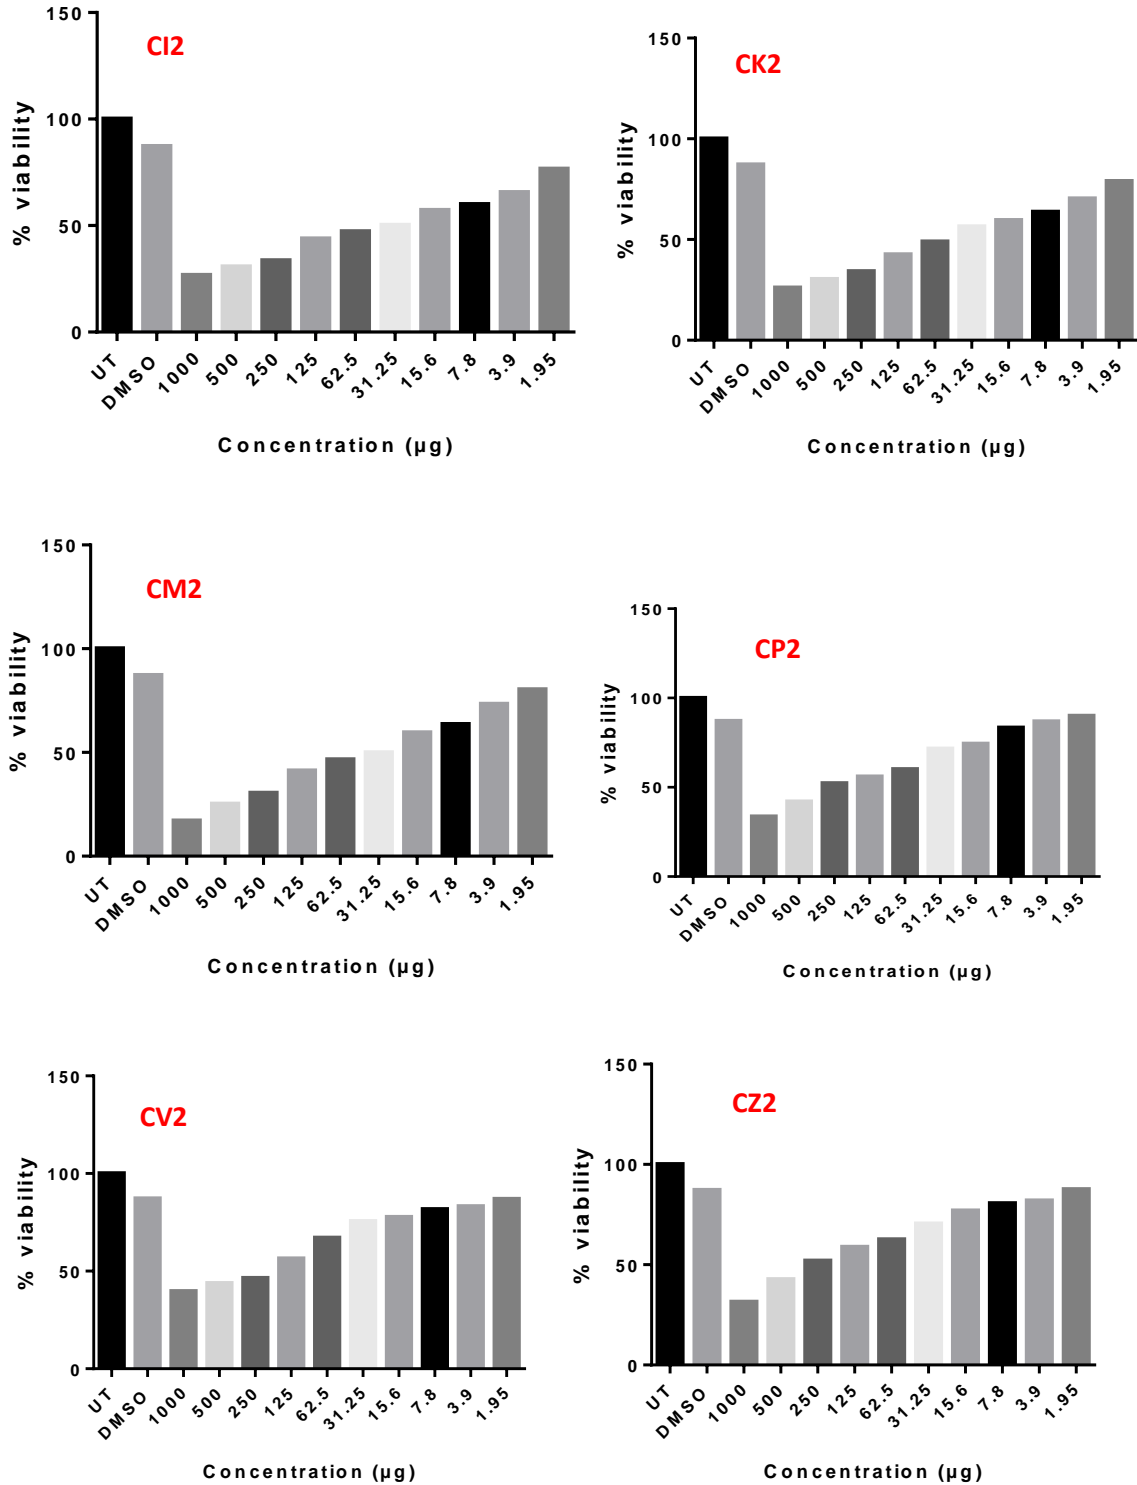 CI2
% viability
150
100
50
0
UT
DMSO
1000
500
250
125
62.5
31.25
15.6
7.8
3.9
1.95
Concentration (µg)
CK2
% viability
150
100
50
0
UT
DMSO
1000
500
250
125
62.5
31.25
15.6
7.8
3.9
1.95
Concentration (µg)
CM2
% viability
150
100
50
0
UT
DMSO
1000
500
250
125
62.5
31.25
15.6
7.8
3.9
1.95
Concentration (µg)
CP2
% viability
150
100
50
0
UT
DMSO
1000
500
250
125
62.5
31.25
15.6
7.8
3.9
1.95
Concentration (µg)
CV2
% viability
150
100
50
0
UT
DMSO
1000
500
250
125
62.5
31.25
15.6
7.8
3.9
1.95
Concentration (µg)
CZ2
% viability
150
100
50
0
UT
DMSO
1000
500
250
125
62.5
31.25
15.6
7.8
3.9
1.95
Concentration (µg)